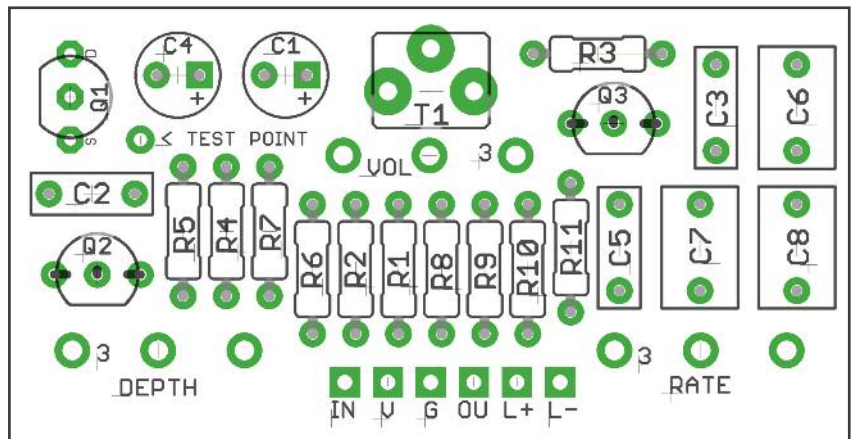 D
C4
C1
R3
Q1
T1
Q3
C3
C6
S
< TEST POINT
+
+
VOL
3
C2
R5
R4
R7
R6
R2
R1
R8
R9
R10
R11
C5
C7
C8
Q2
3
DEPTH
3
RATE
IN V G OU L+ L-